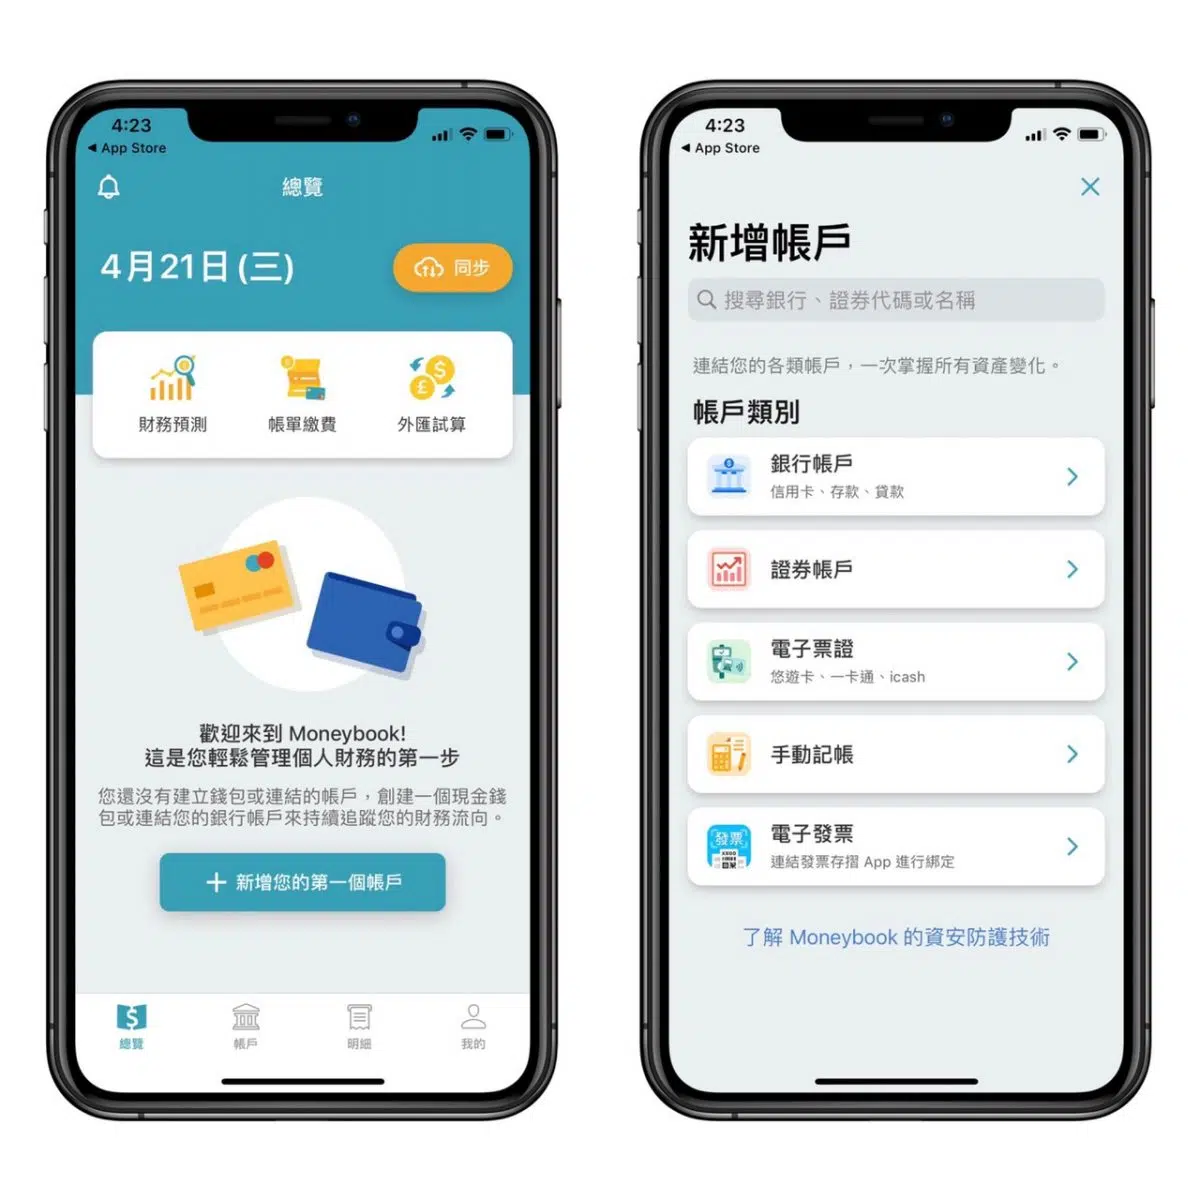 4:23
◀ App Store
總覽
4月21日 (三)
同步
財務預測
帳單繳費
外匯試算
歡迎來到 Moneybook!
這是您輕鬆管理個人財務的第一步
您還沒有建立錢包或連結的帳戶，創建一個現金錢
包或連結您的銀行帳戶來持續追蹤您的財務流向。
＋ 新增您的第一個帳戶
總覽
帳戶
明細
我的
4:23
◀ App Store
新增帳戶
搜尋銀行、證券代碼或名稱
連結您的各類帳戶，一次掌握所有資產變化。
帳戶類別
銀行帳戶
信用卡、存款、貸款
證券帳戶
電子票證
悠遊卡、一卡通、icash
手動記帳
發票
電子發票
連結發票存摺 App 進行綁定
了解 Moneybook 的資安防護技術